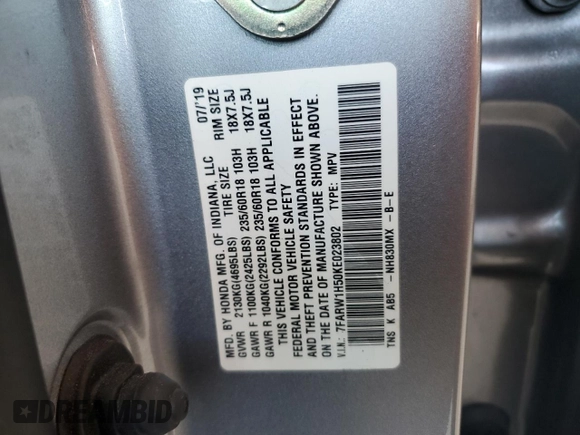 MFD. BY HONDA MFG. OF INDIANA, LLC 07/'19
TIRE SIZE RIM SIZE
GVWR 2130KG(4695LBS)
GAWR F 1100KG(2425LBS) 235/60R18 103H 18X7.5J
GAWR R 1040KG(2292LBS) 235/60R18 103H 18X7.5J
THIS VEHICLE CONFORMS TO ALL APPLICABLE
FEDERAL MOTOR VEHICLE SAFETY
AND THEFT PREVENTION STANDARDS IN EFFECT
ON THE DATE OF MANUFACTURE SHOWN ABOVE.
V.I.N.: 7FARW1H50KE023802 TYPE: MPV
TNS K AB5 -NH830MX -B-E
DREAMBID